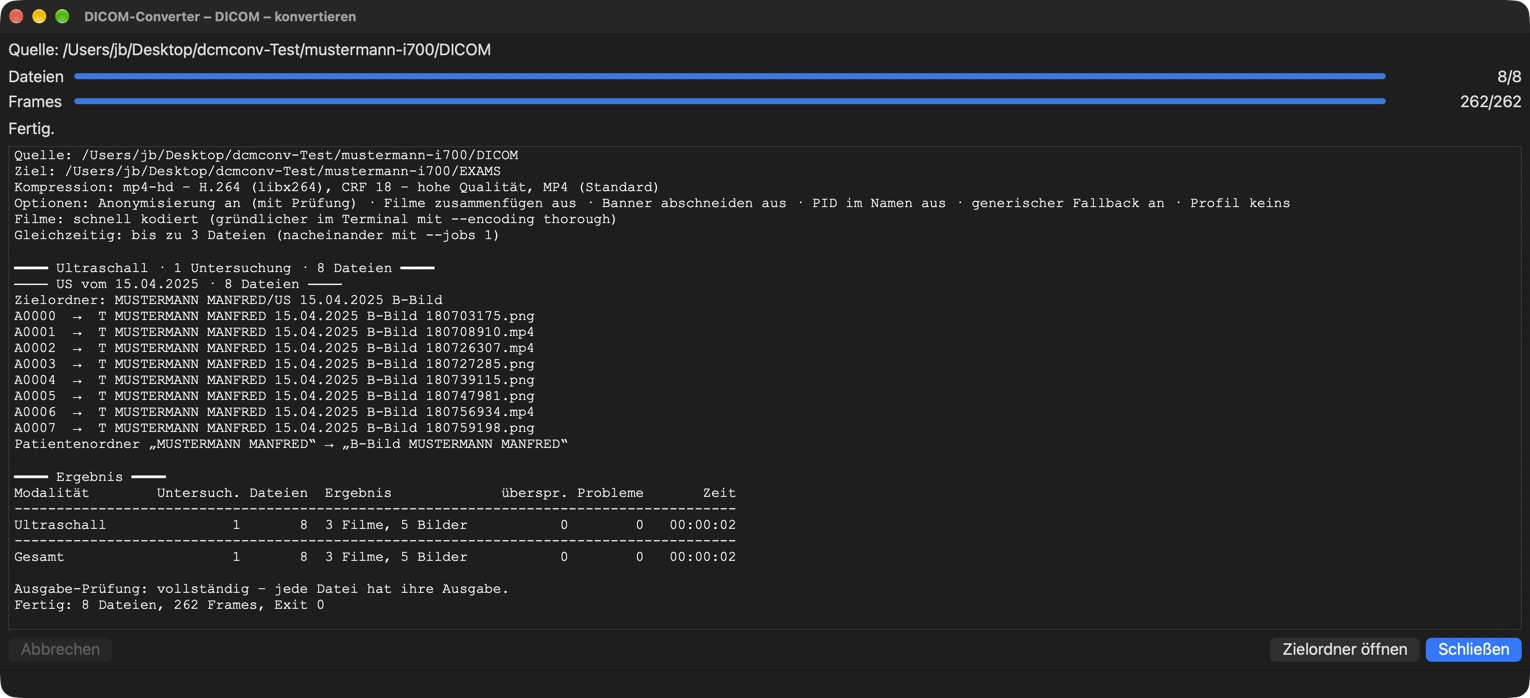 DICOM-Converter – DICOM – konvertieren
Quelle: /Users/jb/Desktop/dcmconv-Test/mustermann-i700/DICOM
Dateien 8/8
Frames 262/262
Fertig.
Quelle: /Users/jb/Desktop/dcmconv-Test/mustermann-i700/DICOM
Ziel: /Users/jb/Desktop/dcmconv-Test/mustermann-i700/EXAMS
Kompression: mp4-hd – H.264 (libx264), CRF 18 – hohe Qualität, MP4 (Standard)
Optionen: Anonymisierung an (mit Prüfung) · Filme zusammenfügen aus · Banner abschneiden aus · PID im Namen aus · generischer Fallback an · Profil keins
Filme: schnell kodiert (gründlicher im Terminal mit --encoding thorough)
Gleichzeitig: bis zu 3 Dateien (nacheinander mit --jobs 1)
━━━━ Ultraschall · 1 Untersuchung · 8 Dateien ━━━━
──── US vom 15.04.2025 · 8 Dateien ────
Zielordner: MUSTERMANN MANFRED/US 15.04.2025 B-Bild
A0000 → T MUSTERMANN MANFRED 15.04.2025 B-Bild 180703175.png
A0001 → T MUSTERMANN MANFRED 15.04.2025 B-Bild 180708910.mp4
A0002 → T MUSTERMANN MANFRED 15.04.2025 B-Bild 180726307.mp4
A0003 → T MUSTERMANN MANFRED 15.04.2025 B-Bild 180727285.png
A0004 → T MUSTERMANN MANFRED 15.04.2025 B-Bild 180739115.png
A0005 → T MUSTERMANN MANFRED 15.04.2025 B-Bild 180747981.png
A0006 → T MUSTERMANN MANFRED 15.04.2025 B-Bild 180756934.mp4
A0007 → T MUSTERMANN MANFRED 15.04.2025 B-Bild 180759198.png
Patientenordner „MUSTERMANN MANFRED“ → „B-Bild MUSTERMANN MANFRED“
━━━━ Ergebnis ━━━━
Modalität Untersuch. Dateien Ergebnis überspr. Probleme Zeit
--------------------------------------------------------------------------------------
Ultraschall 1 8 3 Filme, 5 Bilder 0 0 00:00:02
--------------------------------------------------------------------------------------
Gesamt 1 8 3 Filme, 5 Bilder 0 0 00:00:02
Ausgabe-Prüfung: vollständig – jede Datei hat ihre Ausgabe.
Fertig: 8 Dateien, 262 Frames, Exit 0
Abbrechen Zielordner öffnen Schließen